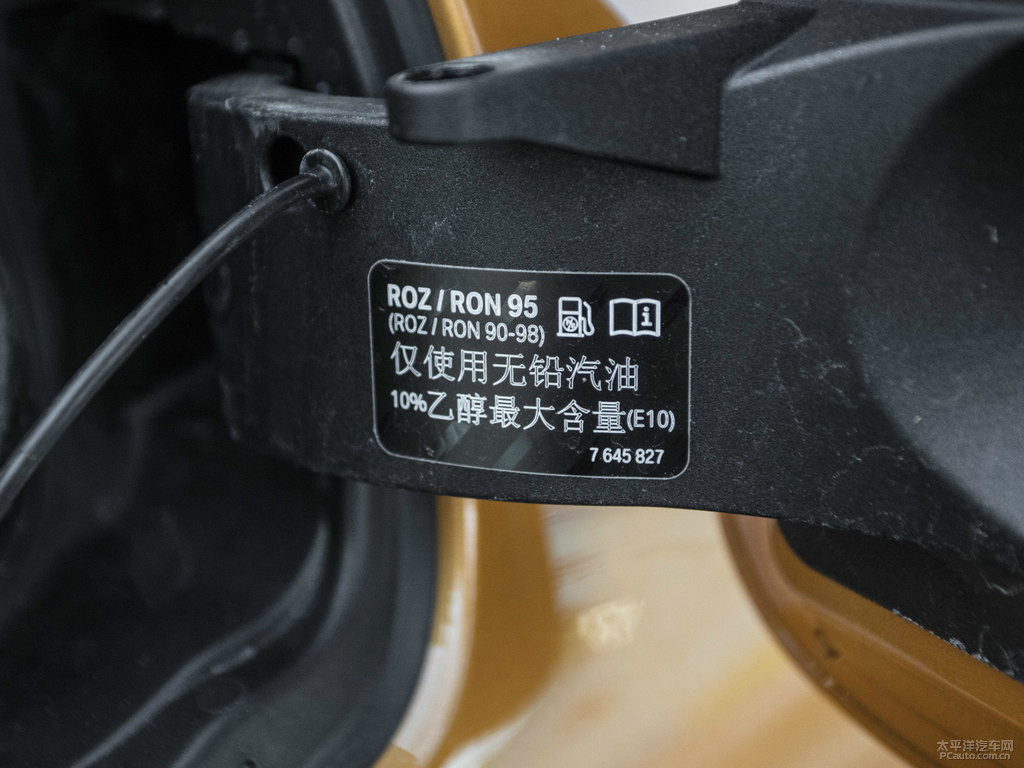 ROZ / RON 95
(ROZ / RON 90-98)
仅使用无铅汽油
10%乙醇最大含量(E10)
7 645 827
太平洋汽车网
PCauto.com.cn